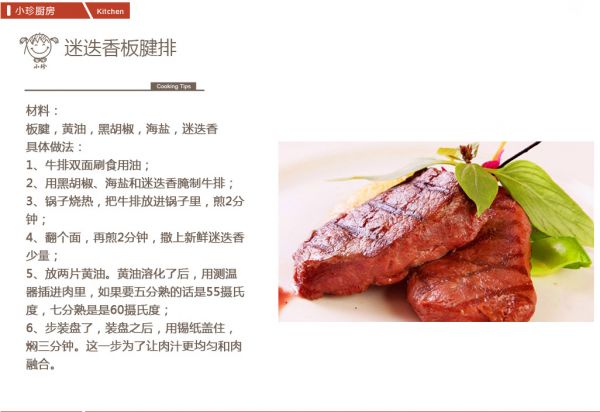 小珍厨房 Kitchen
迷迭香板腱排
小珍
Cooking Tips
材料：
板腱，黄油，黑胡椒，海盐，迷迭香
具体做法：
1、牛排双面刷食用油；
2、用黑胡椒、海盐和迷迭香腌制牛排；
3、锅子烧热，把牛排放进锅子里，煎2分
钟；
4、翻个面，再煎2分钟，撒上新鲜迷迭香
少量；
5、放两片黄油。黄油溶化了后，用测温
器插进肉里，如果要五分熟的话是55摄氏
度，七分熟是是60摄氏度；
6、步装盘了，装盘之后，用锡纸盖住，
焖三分钟。这一步为了让肉汁更均匀和肉
融合。